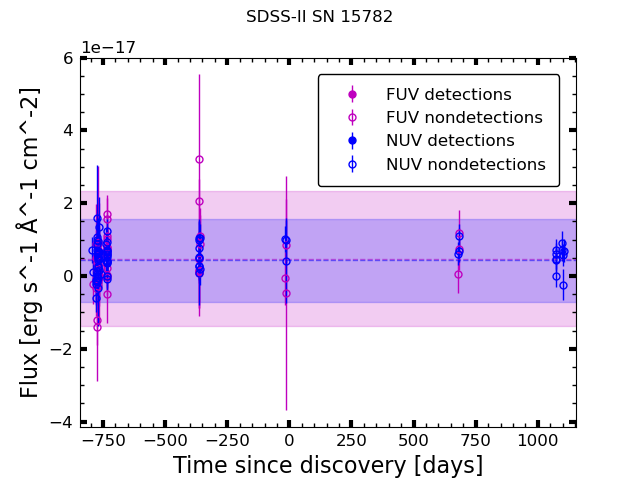 SDSS-II SN 15782
1e−17
FUV detections
FUV nondetections
NUV detections
NUV nondetections
6
4
2
0
−2
−4
Flux [erg s^-1 Å^-1 cm^-2]
−750 −500 −250 0 250 500 750 1000
Time since discovery [days]